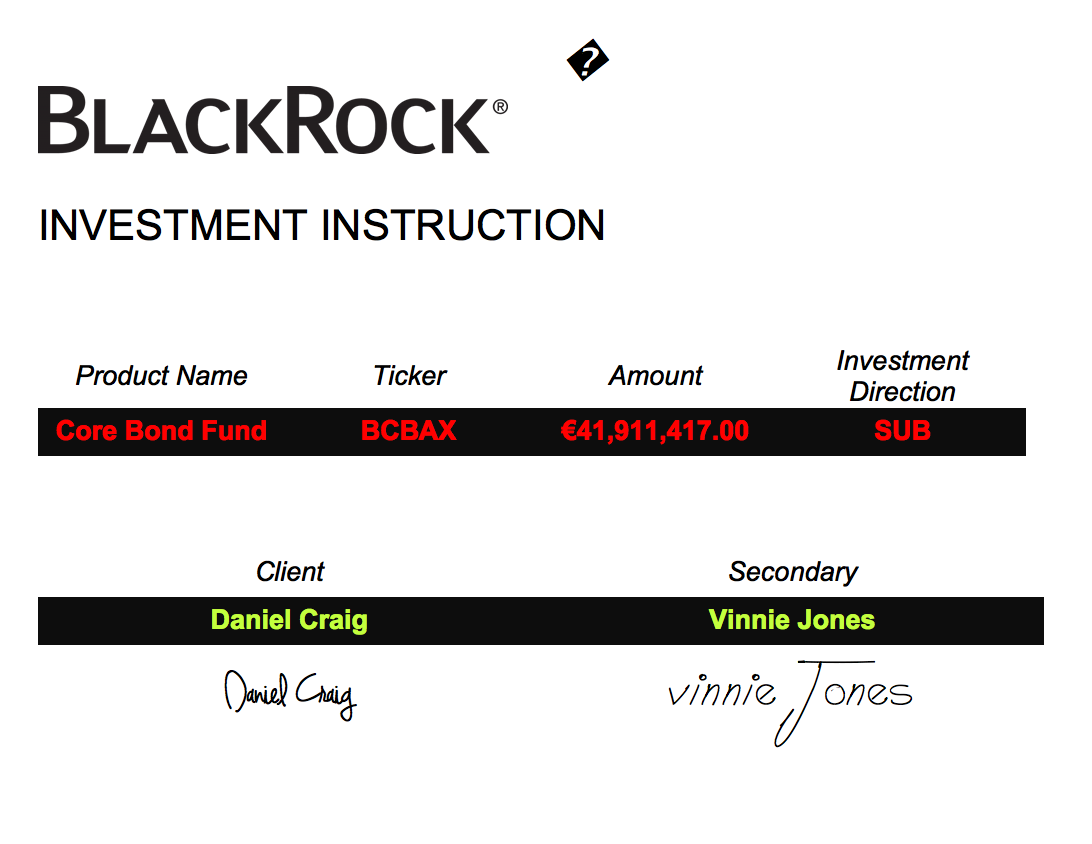 ?
BLACKROCK®
INVESTMENT INSTRUCTION
Product Name Ticker Amount Investment Direction
Core Bond Fund BCBAX €41,911,417.00 SUB
Client Secondary
Daniel Craig Vinnie Jones
Daniel Craig vinnie Jones